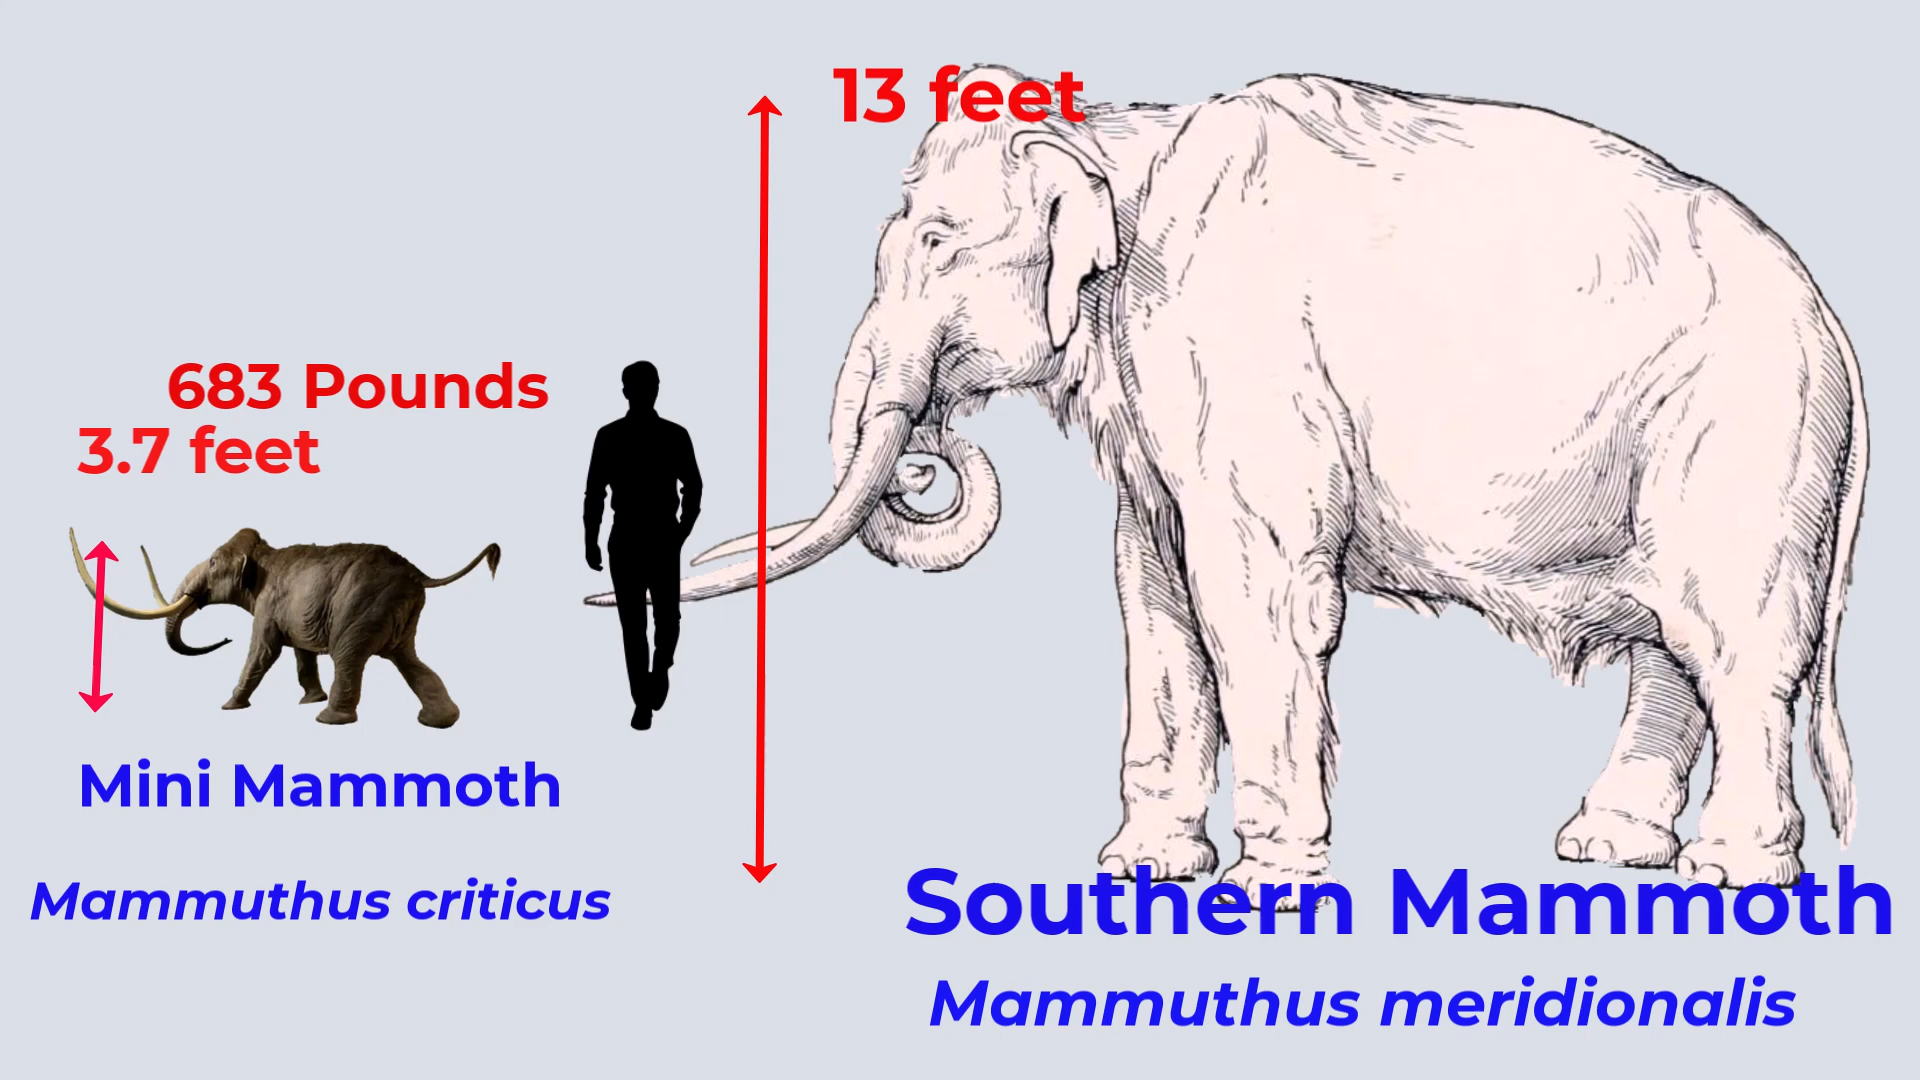 13 feet
683 Pounds
3.7 feet
Mini Mammoth
Mammuthus criticus
Southern Mammoth
Mammuthus meridionalis